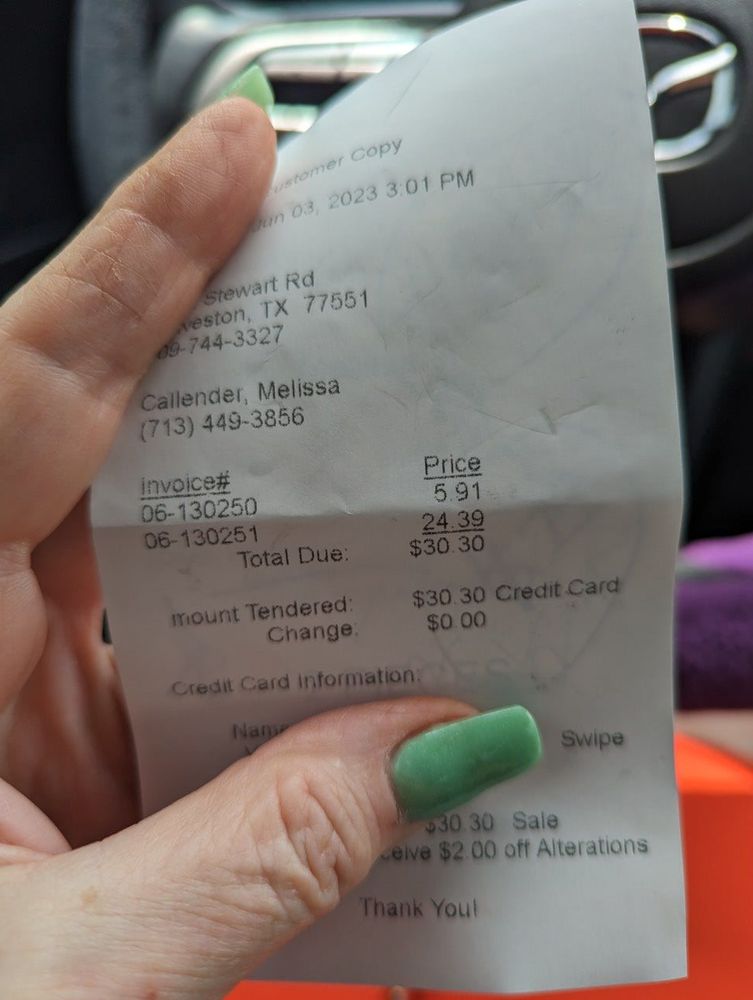 ustomer Copy
Jun 03, 2023 3:01 PM
Stewart Rd
veston, TX 77551
09-744-3327
Callender, Melissa
(713) 449-3856
Invoice# Price
06-130250 5.91
06-130251 24.39
Total Due: $30.30
mount Tendered: $30.30 Credit Card
Change: $0.00
Credit Card Information:
Name Swipe
$30.30 Sale
ceive $2.00 off Alterations
Thank You!